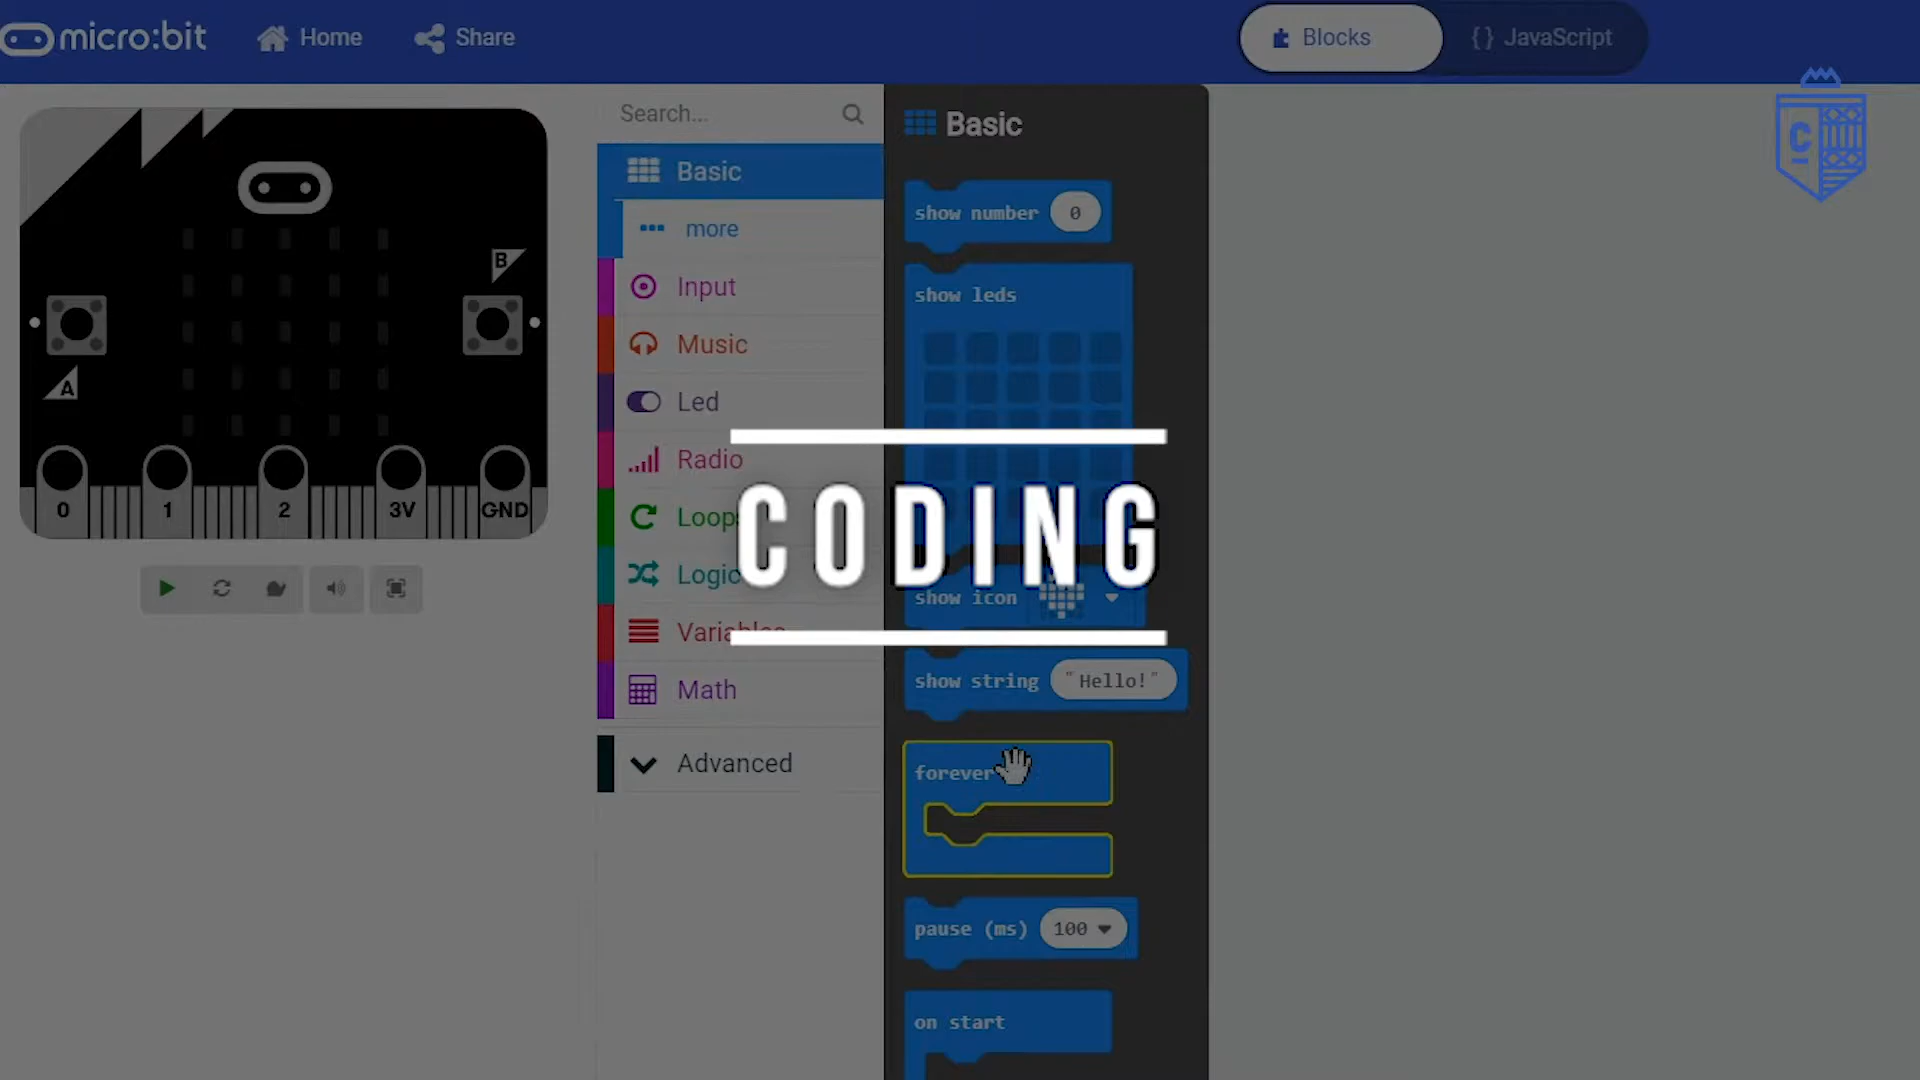 micro:bit
Home
Share
Blocks
{} JavaScript
Search...
Basic
more
Input
Music
Led
Radio
Loops
Logic
Variables
Math
Advanced
Basic
show number 0
show leds
show icon
show string "Hello!"
forever
pause (ms) 100
on start
CODING
A
B
0
1
2
3V
GND
C